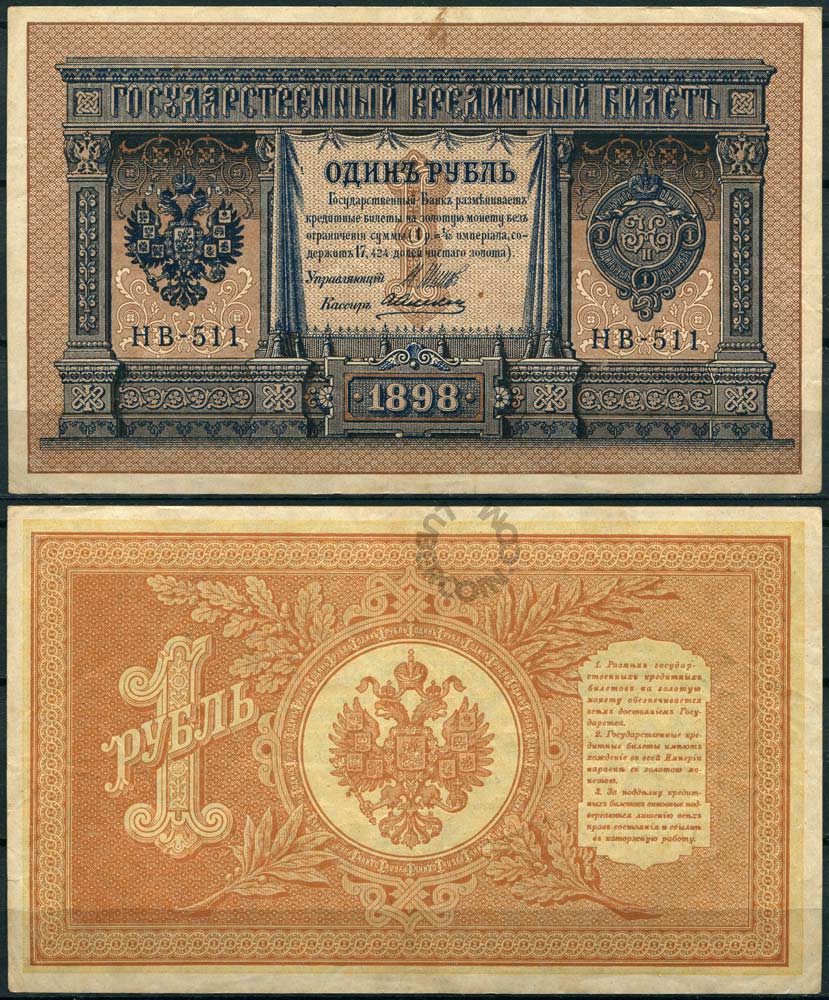 ГОСУДАРСТВЕННЫЙ КРЕДИТНЫЙ БИЛЕТЪ
ОДИНЪ РУБЛЬ
Государственный Банкъ размѣниваетъ
кредитные билеты на золотую монету безъ
ограниченія суммы (1 р. = 1/15 имперіала, со-
держитъ 17,424 долей чистаго золота).
Управляющій
Кассиръ
НВ-511
НВ-511
1898
1
РУБЛЬ
1. Размѣнъ государ-
ственныхъ кредитныхъ
билетовъ на золотую
монету обезпечивается
всѣмъ достояніемъ Госу-
дарства.
2. Государственные кре-
дитные билеты имѣютъ
хожденіе во всей Имперіи
наравнѣ съ золотою мо-
нетою.
3. За поддѣлку кредит-
ныхъ билетовъ виновные под-
вергаются лишенію всѣхъ
правъ состоянія и ссылкѣ
въ каторжную работу.